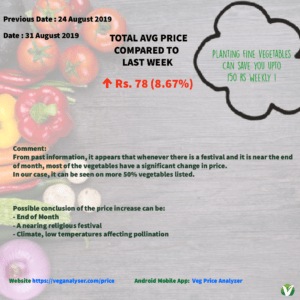 Previous Date : 24 August 2019
Date : 31 August 2019
TOTAL AVG PRICE
COMPARED TO
LAST WEEK
↑ Rs. 78 (8.67%)
PLANTING FINE VEGETABLES
CAN SAVE YOU UPTO
150 RS WEEKLY !
Comment:
From past information, it appears that whenever there is a festival and it is near the end
of month, most of the vegetables have a significant change in price.
In our case, it can be seen on more 50% vegetables listed.
Possible conclusion of the price increase can be:
- End of Month
- A nearing religious festival
- Climate, low temperatures affecting pollination
Website https://veganalyser.com/price
Android Mobile App: Veg Price Analyzer